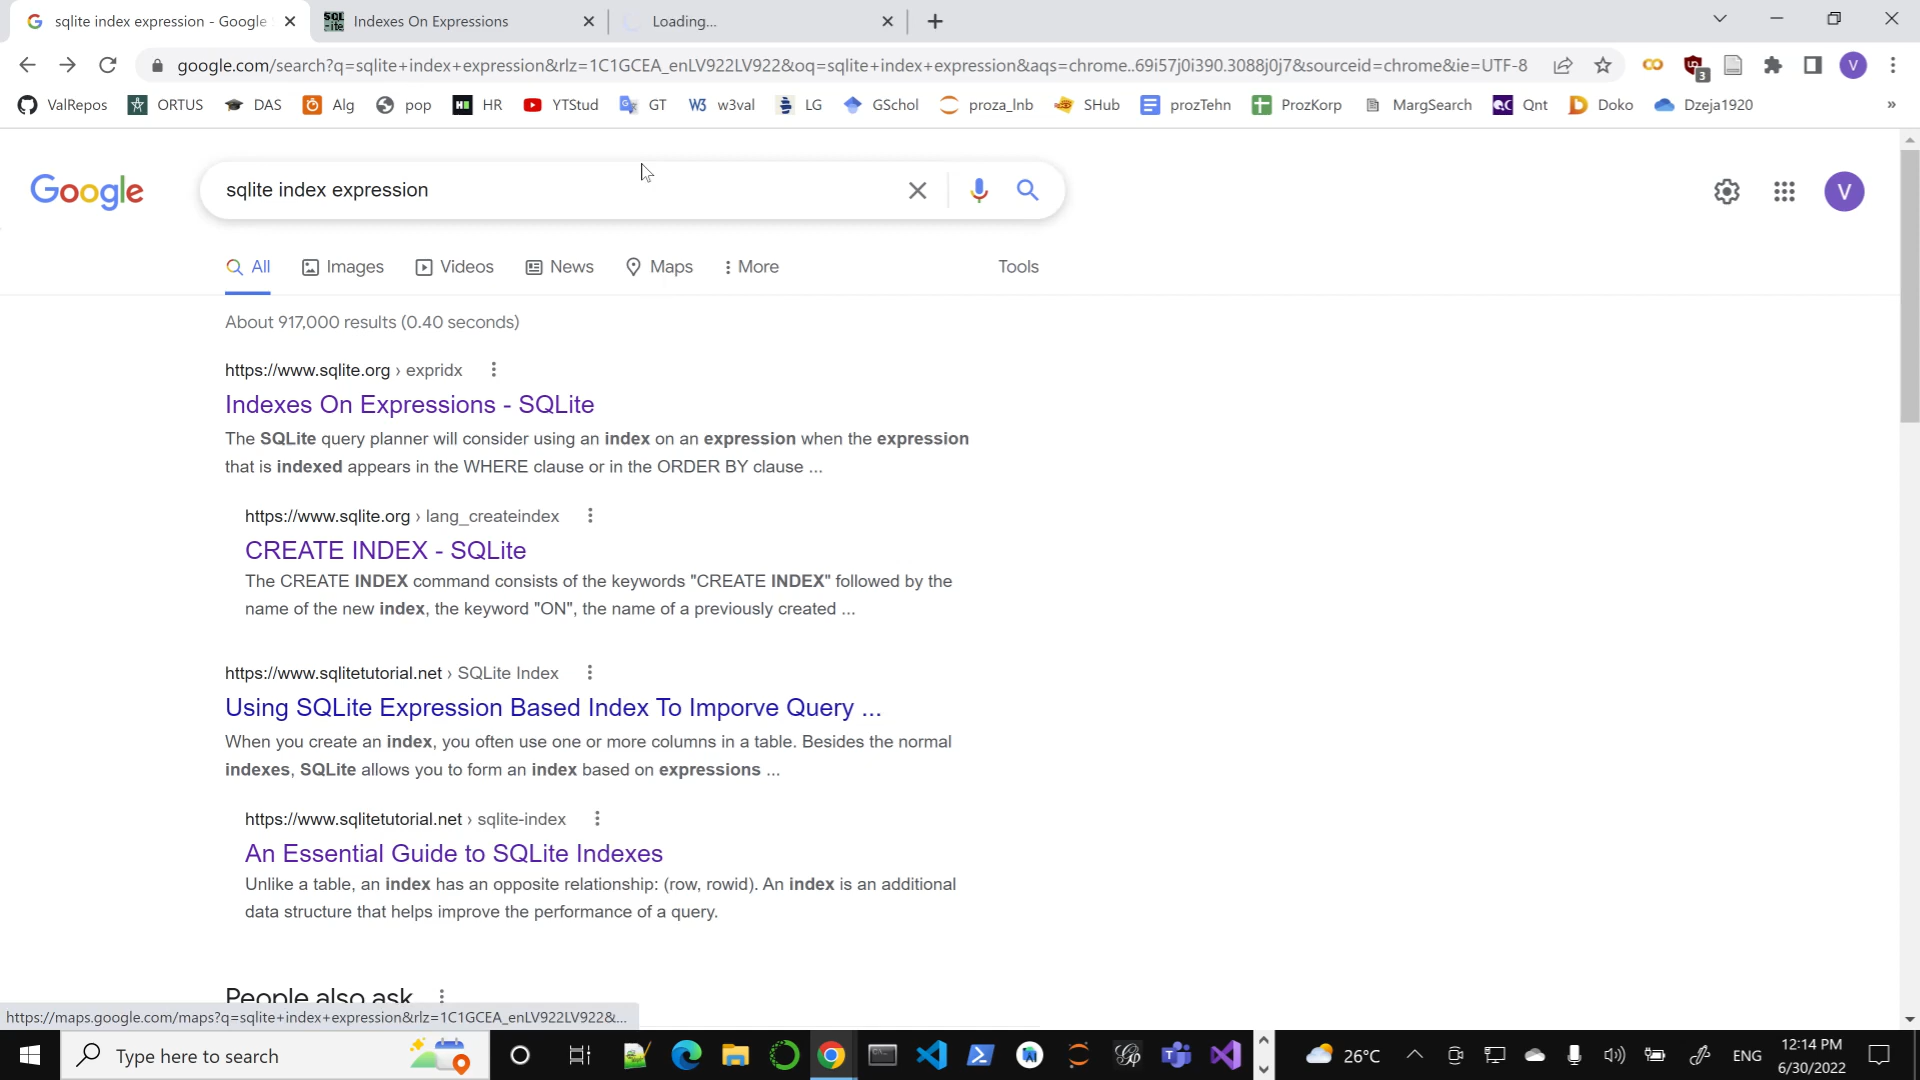 sqlite index expression - Google
Indexes On Expressions
Loading...
google.com/search?q=sqlite+index+expression&rlz=1C1GCEA_enLV922LV922&oq=sqlite+index+expression&aqs=chrome..69i57j0i390.3088j0j7&sourceid=chrome&ie=UTF-8
3
V
ValRepos ORTUS DAS Alg pop HR YTStud GT w3val LG GSchol proza_lnb SHub prozTehn ProzKorp MargSearch Qnt Doko Dzeja1920 »
Google
sqlite index expression
V
All Images Videos News Maps More Tools
About 917,000 results (0.40 seconds)
https://www.sqlite.org › expridx
Indexes On Expressions - SQLite
The SQLite query planner will consider using an index on an expression when the expression
that is indexed appears in the WHERE clause or in the ORDER BY clause ...
https://www.sqlite.org › lang_createindex
CREATE INDEX - SQLite
The CREATE INDEX command consists of the keywords "CREATE INDEX" followed by the
name of the new index, the keyword "ON", the name of a previously created ...
https://www.sqlitetutorial.net › SQLite Index
Using SQLite Expression Based Index To Imporve Query ...
When you create an index, you often use one or more columns in a table. Besides the normal
indexes, SQLite allows you to form an index based on expressions ...
https://www.sqlitetutorial.net › sqlite-index
An Essential Guide to SQLite Indexes
Unlike a table, an index has an opposite relationship: (row, rowid). An index is an additional
data structure that helps improve the performance of a query.
People also ask
https://maps.google.com/maps?q=sqlite+index+expression&rlz=1C1GCEA_enLV922LV922&...
Type here to search
26°C
ENG
12:14 PM
6/30/2022